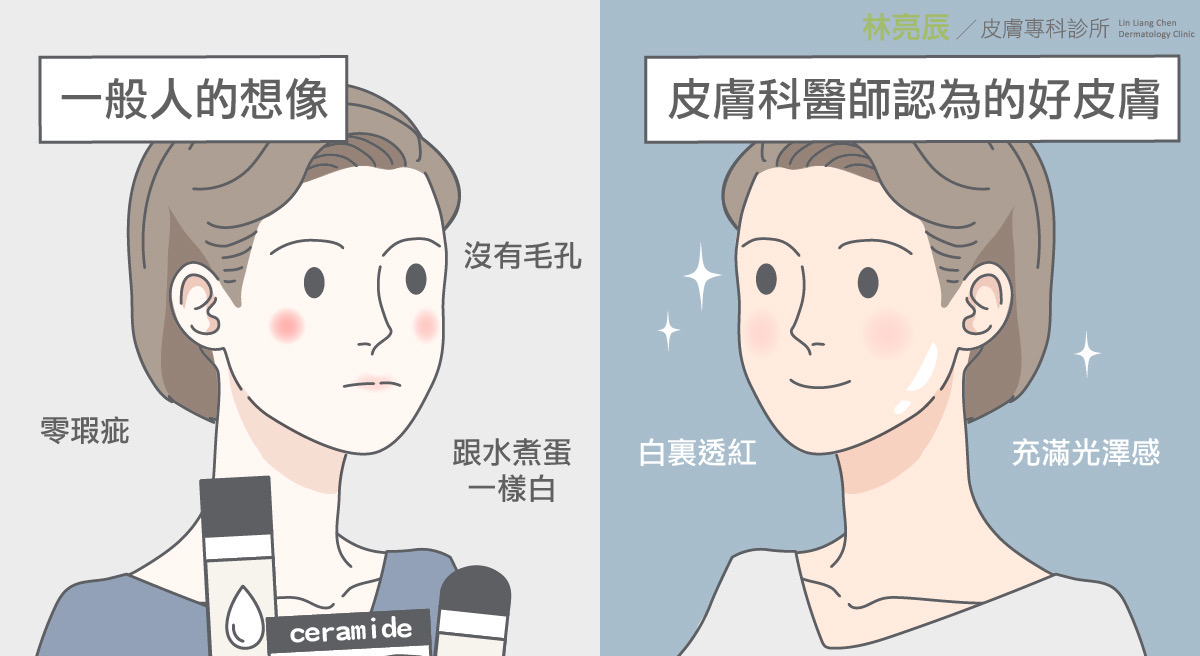 林亮辰／皮膚專科診所 Lin Liang Chen
Dermatology Clinic
一般人的想像
皮膚科醫師認為的好皮膚
沒有毛孔
零瑕疵
跟水煮蛋
一樣白
白裏透紅
充滿光澤感
ceramide